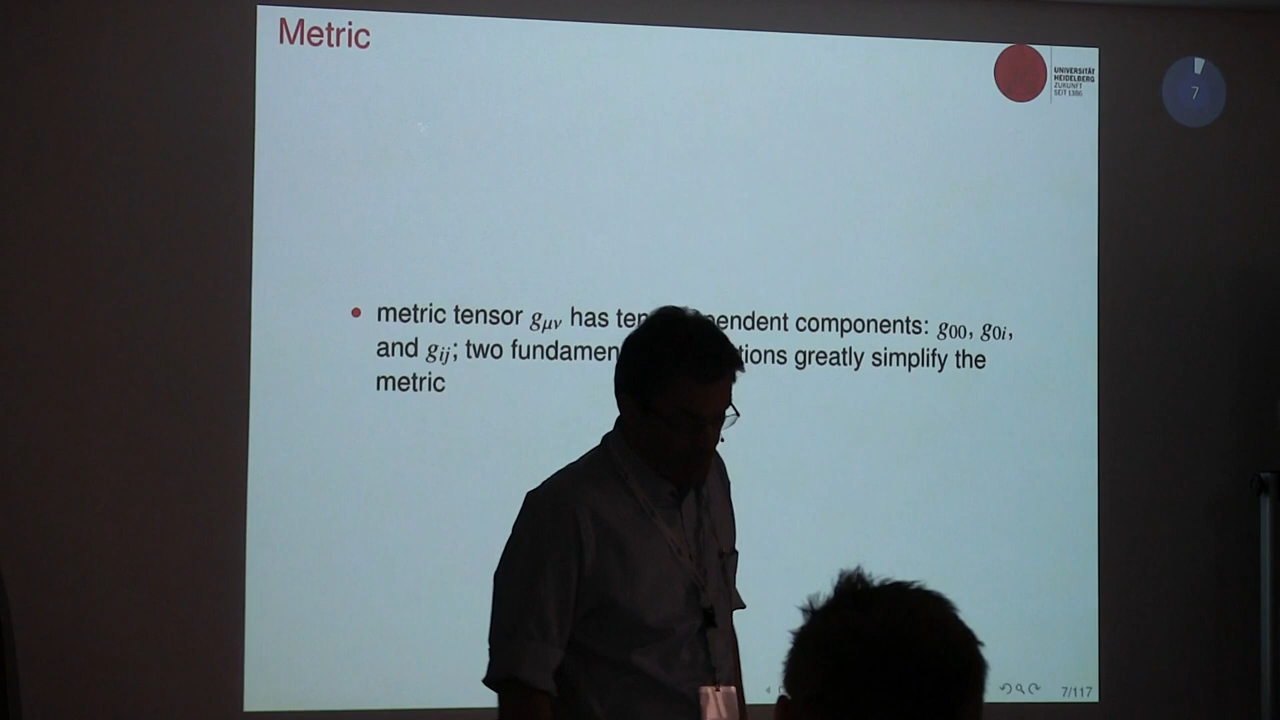 Metric
UNIVERSITÄT
HEIDELBERG
ZUKUNFT
SEIT 1386
7
• metric tensor gμν has ten pendent components: g00, g0i,
and gij; two fundamen tions greatly simplify the
metric
7/117